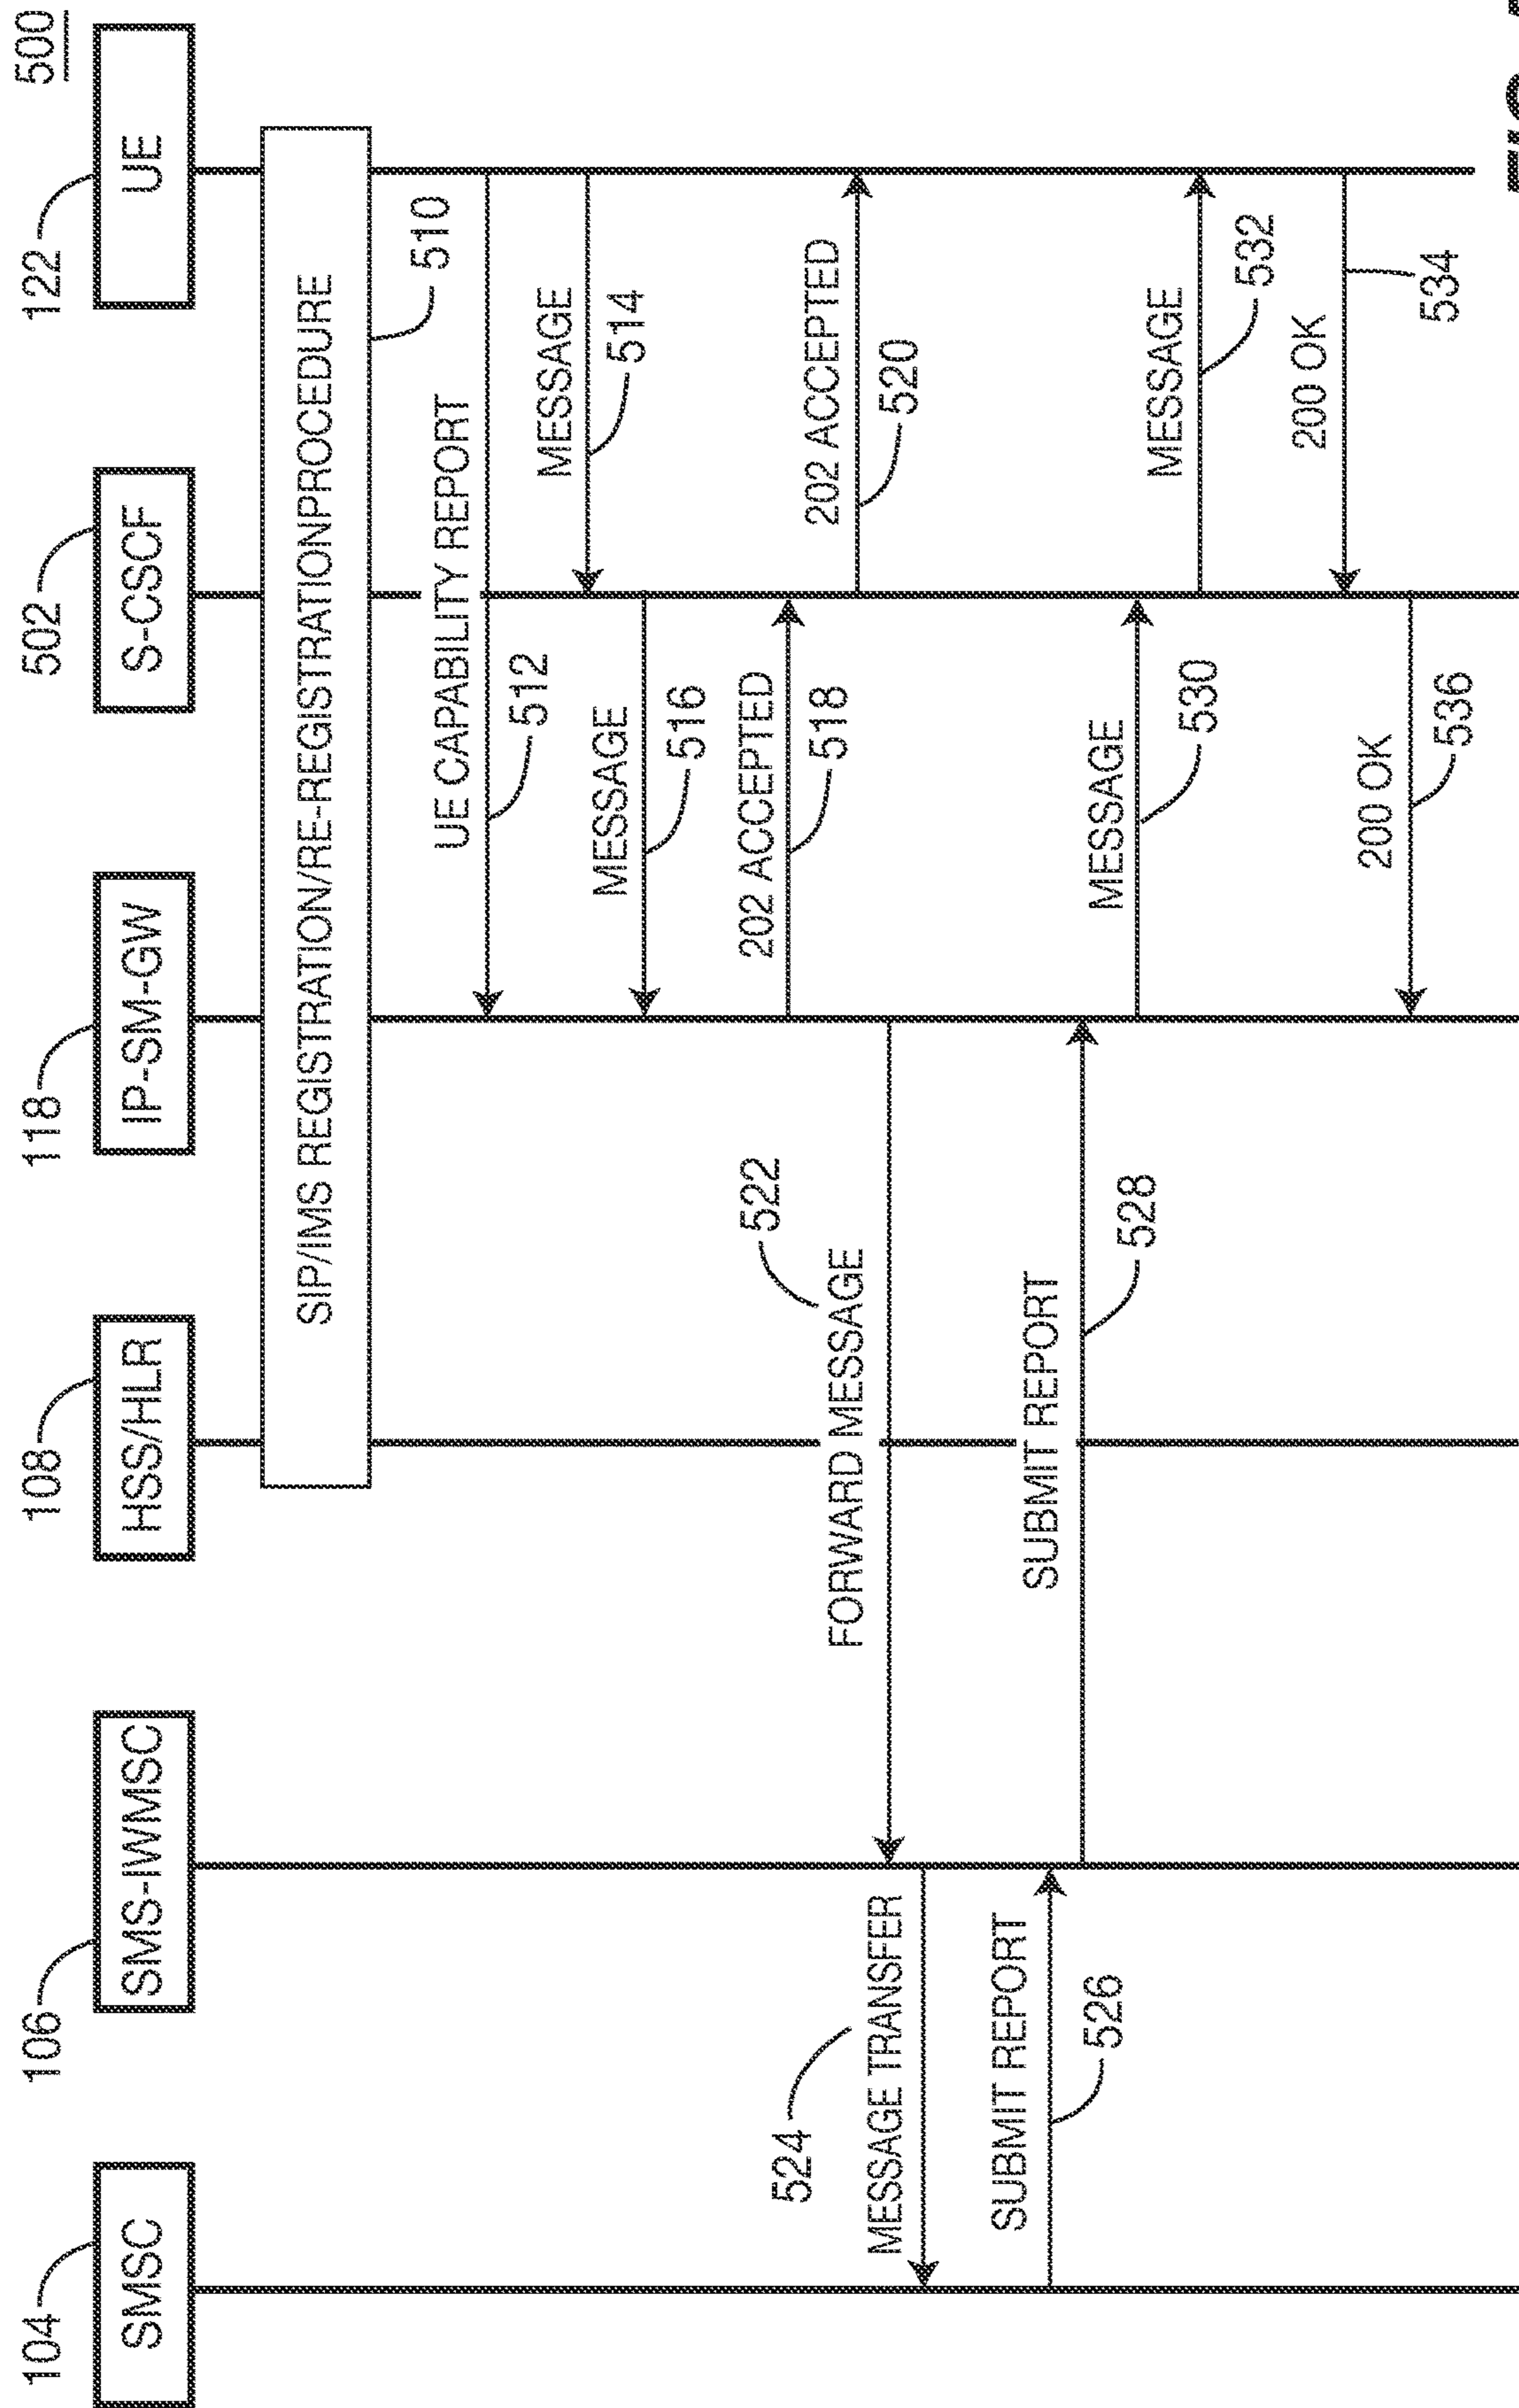 500
104
106
108
118
502
122
SMSC
SMS-IWMSC
HSS/HLR
IP-SM-GW
S-CSCF
UE
SIP/IMS REGISTRATION/RE-REGISTRATIONPROCEDURE
510
UE CAPABILITY REPORT
512
MESSAGE
514
MESSAGE
516
202 ACCEPTED
518
202 ACCEPTED
520
522
FORWARD MESSAGE
524
MESSAGE TRANSFER
SUBMIT REPORT
526
SUBMIT REPORT
528
MESSAGE
530
MESSAGE
532
200 OK
534
200 OK
536